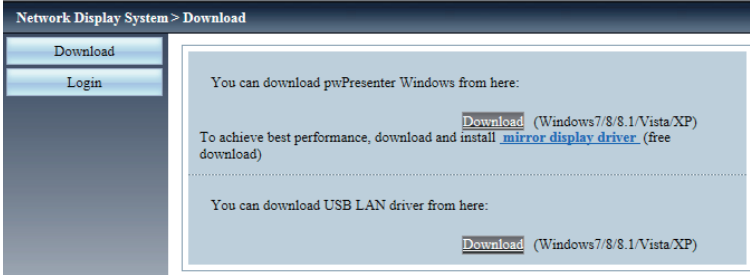 Network Display System > Download
Download
Login
You can download pwPresenter Windows from here:
Download (Windows7/8/8.1/Vista/XP)
To achieve best performance, download and install mirror display driver (free
download)
You can download USB LAN driver from here:
Download (Windows7/8/8.1/Vista/XP)